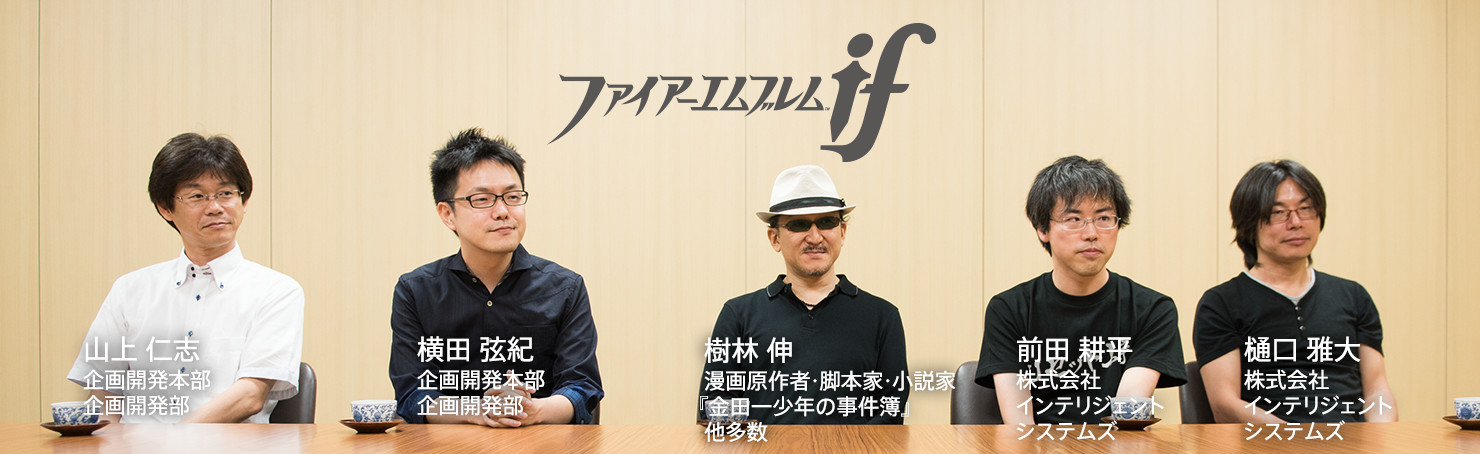 ファイアーエムブレム if
山上 仁志
企画開発本部
企画開発部
横田 弦紀
企画開発本部
企画開発部
樹林 伸
漫画原作者・脚本家・小説家
『金田一少年の事件簿』
他多数
前田 耕平
株式会社
インテリジェント
システムズ
樋口 雅大
株式会社
インテリジェント
システムズ